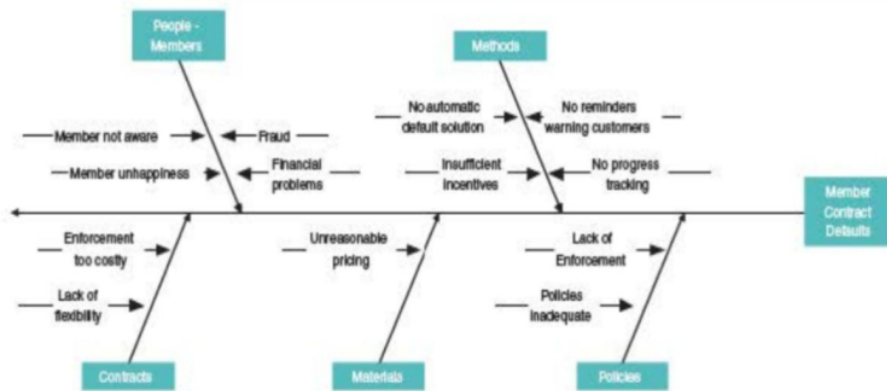 People -
Members
Methods
No automatic
default solution
No reminders
warning customers
Member not aware
Fraud
Member unhappiness
Financial
problems
Insufficient
incentives
No progress
tracking
Member
Contract
Defaults
Enforcement
too costly
Unreasonable
pricing
Lack of
Enforcement
Lack of
flexibility
Policies
Inadequate
Contracts
Materials
Policies